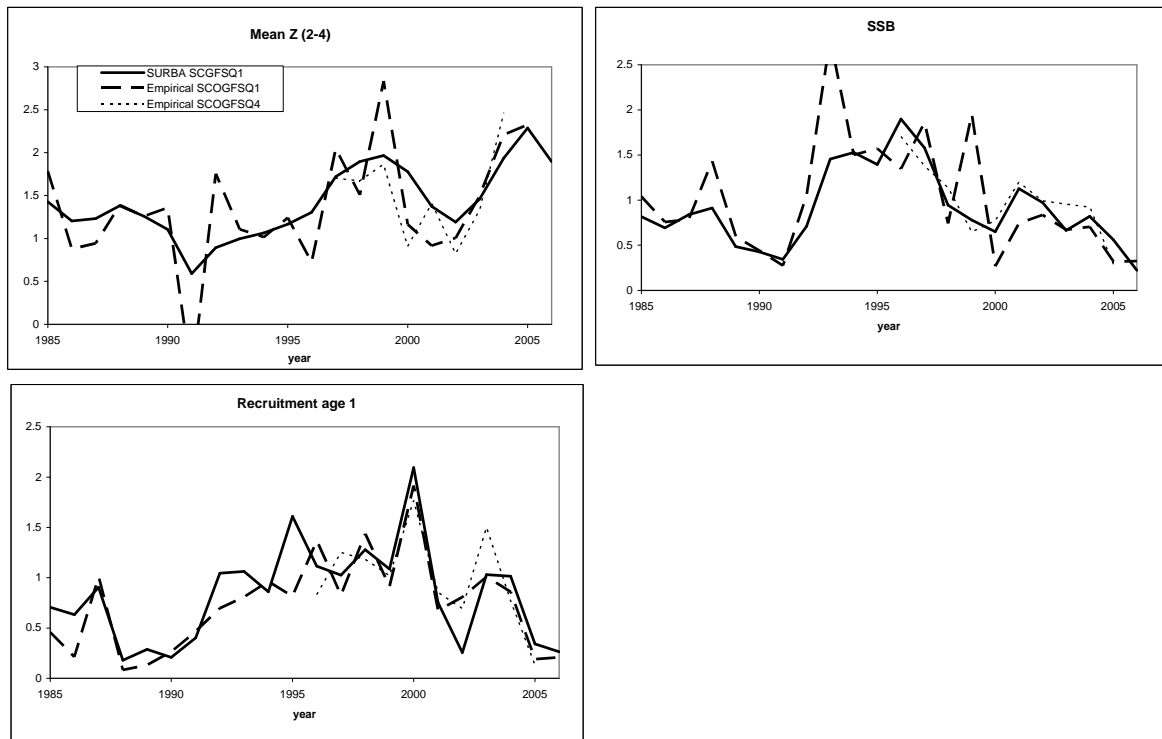 Mean Z (2-4)
3
2.5
2
1.5
1
0.5
0
SURBA SCGFSQ1
Empirical SCOGFSQ1
Empirical SCOGFSQ4
1985 1990 1995 2000 2005
year
SSB
2.5
2
1.5
1
0.5
0
1985 1990 1995 2000 2005
year
Recruitment age 1
2.5
2
1.5
1
0.5
0
1985 1990 1995 2000 2005
year